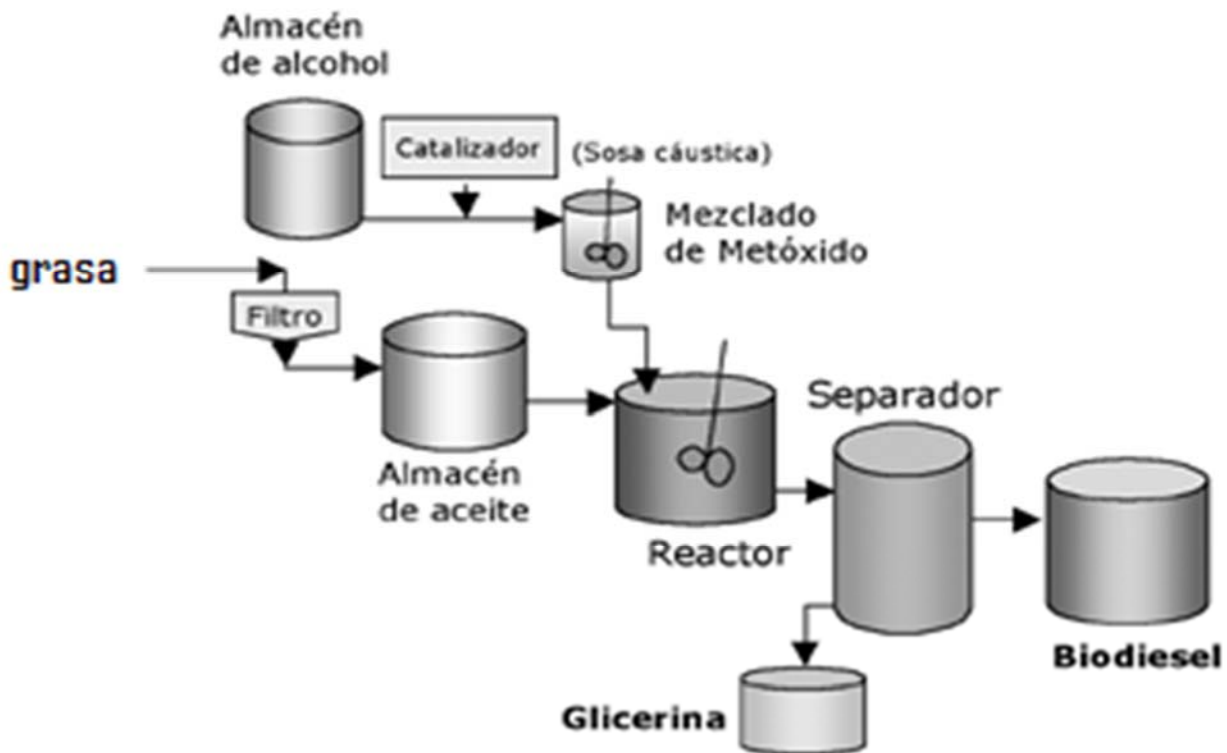 Almacén
de alcohol
Catalizador
(Sosa cáustica)
Mezclado
de Metóxido
grasa
Filtro
Almacén
de aceite
Separador
Reactor
Biodiesel
Glicerina